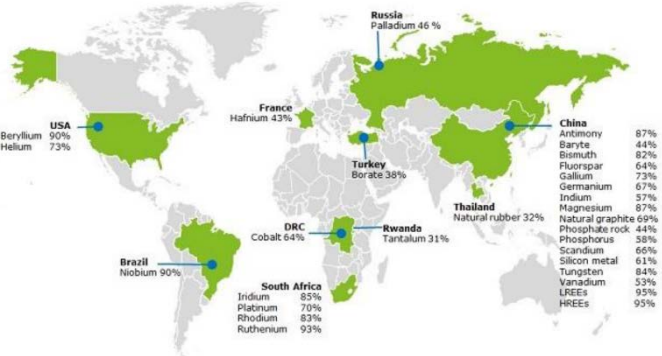 Russia
Palladium 46 %
France
Hafnium 43%
USA
Beryllium 90%
Helium 73%
China
Antimony 87%
Baryte 44%
Bismuth 82%
Fluorspar 64%
Gallium 73%
Germanium 67%
Indium 57%
Magnesium 87%
Natural graphite 69%
Phosphate rock 44%
Phosphorus 58%
Scandium 66%
Silicon metal 61%
Tungsten 84%
Vanadium 53%
LREEs 95%
HREEs 95%
Turkey
Borate 38%
Thailand
Natural rubber 32%
DRC
Cobalt 64%
Rwanda
Tantalum 31%
Brazil
Niobium 90%
South Africa
Iridium 85%
Platinum 70%
Rhodium 83%
Ruthenium 93%